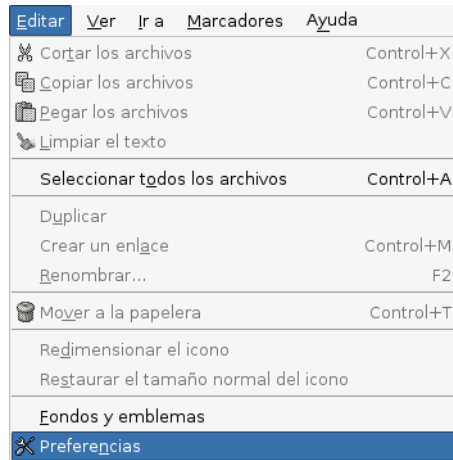 Editar Ver Ir a Marcadores Ayuda
Cortar los archivos Control+X
Copiar los archivos Control+C
Pegar los archivos Control+V
Limpiar el texto
Seleccionar todos los archivos Control+A
Duplicar
Crear un enlace Control+M
Renombrar... F2
Mover a la papelera Control+T
Redimensionar el icono
Restaurar el tamaño normal del icono
Fondos y emblemas
Preferencias